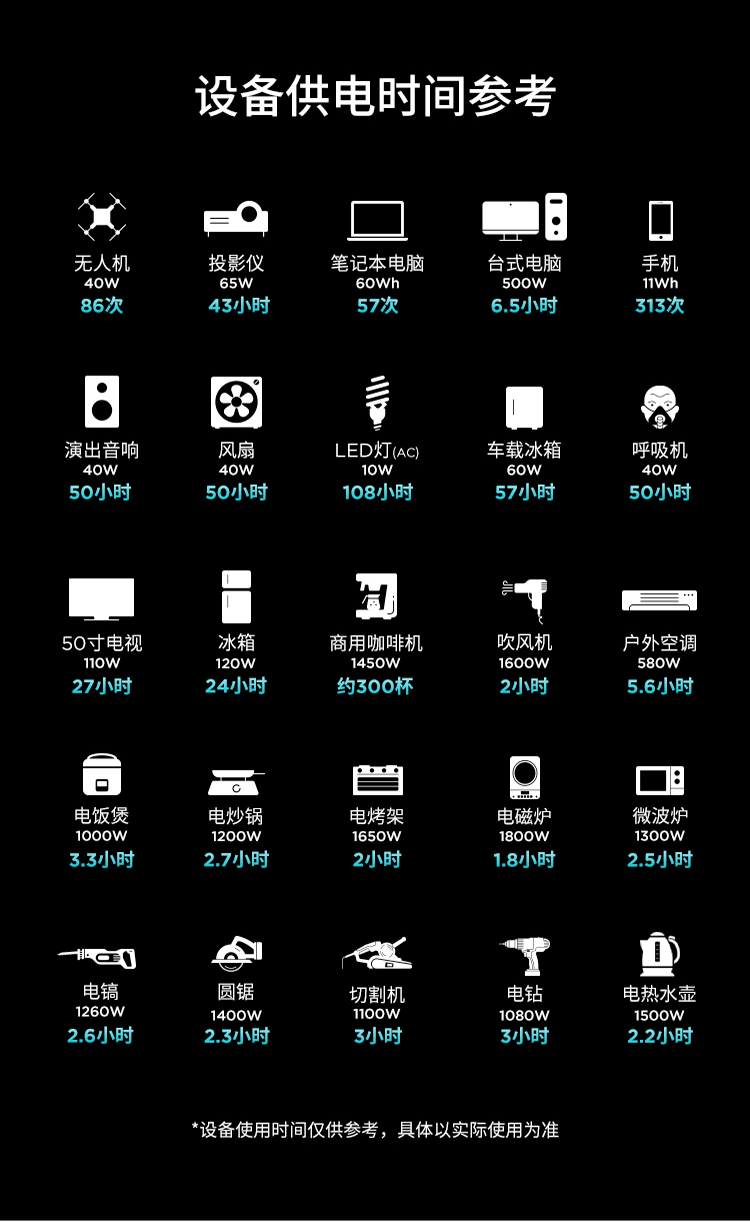 设备供电时间参考
无人机
40W
86次
投影仪
65W
43小时
笔记本电脑
60Wh
57次
台式电脑
500W
6.5小时
手机
11Wh
313次
演出音响
40W
50小时
风扇
40W
50小时
LED灯(AC)
10W
108小时
车载冰箱
60W
57小时
呼吸机
40W
50小时
50寸电视
110W
27小时
冰箱
120W
24小时
商用咖啡机
1450W
约300杯
吹风机
1600W
2小时
户外空调
580W
5.6小时
电饭煲
1000W
3.3小时
电炒锅
1200W
2.7小时
电烤架
1650W
2小时
电磁炉
1800W
1.8小时
微波炉
1300W
2.5小时
电镐
1260W
2.6小时
圆锯
1400W
2.3小时
切割机
1100W
3小时
电钻
1080W
3小时
电热水壶
1500W
2.2小时
*设备使用时间仅供参考，具体以实际使用为准